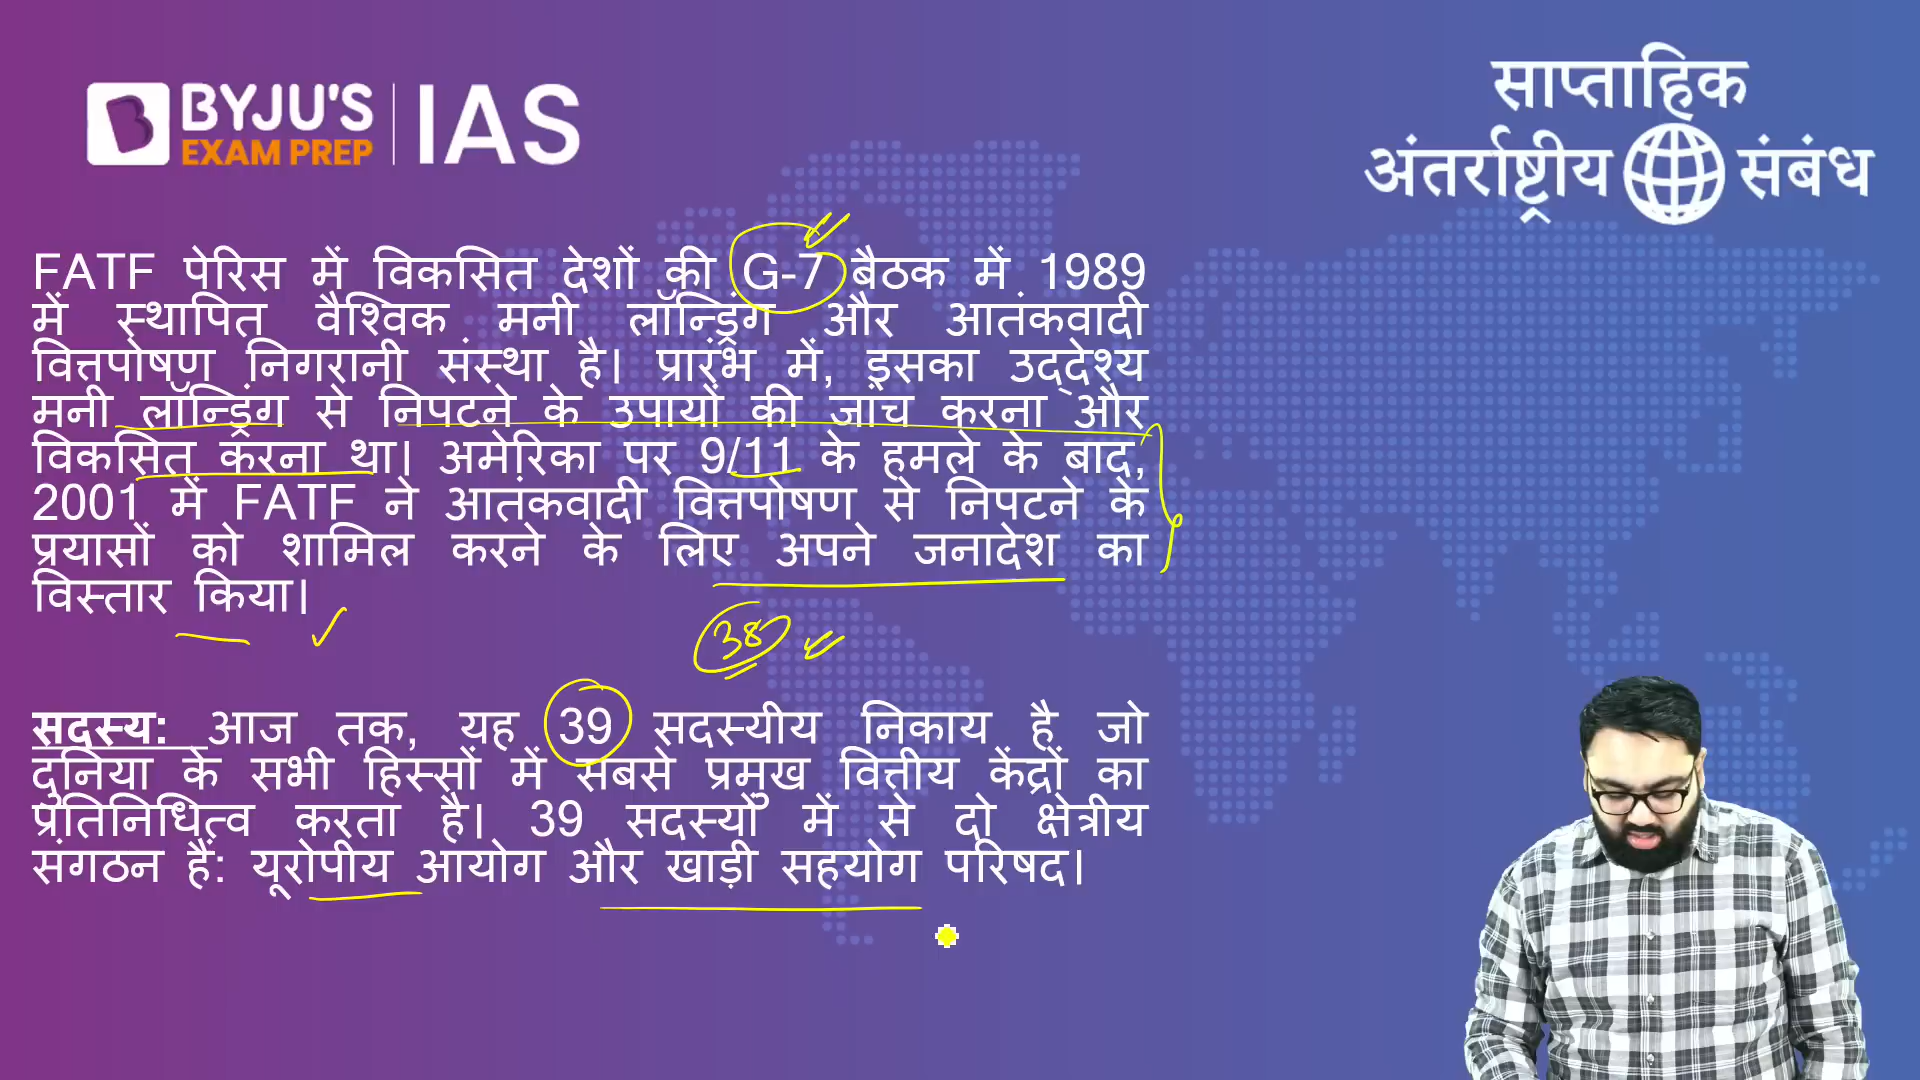 BYJU'S
EXAM PREP
IAS
साप्ताहिक
अंतर्राष्ट्रीय संबंध
FATF पेरिस में विकसित देशों की G-7 बैठक में 1989
में स्थापित वैश्विक मनी लॉन्ड्रिंग और आतंकवादी
वित्तपोषण निगरानी संस्था है। प्रारंभ में, इसका उद्देश्य
मनी लॉन्ड्रिंग से निपटने के उपायों की जांच करना और
विकसित करना था। अमेरिका पर 9/11 के हमले के बाद,
2001 में FATF ने आतंकवादी वित्तपोषण से निपटने के
प्रयासों को शामिल करने के लिए अपने जनादेश का
विस्तार किया।
38
सदस्य: आज तक, यह 39 सदस्यीय निकाय है जो
दुनिया के सभी हिस्सों में सबसे प्रमुख वित्तीय केंद्रों का
प्रतिनिधित्व करता है। 39 सदस्यों में से दो क्षेत्रीय
संगठन हैं: यूरोपीय आयोग और खाड़ी सहयोग परिषद।